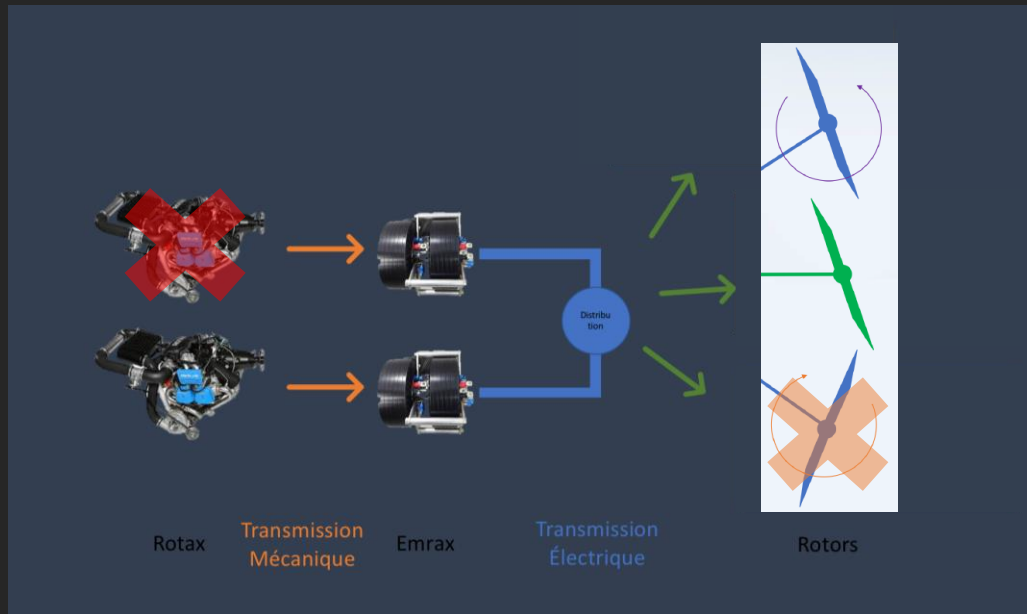 Distribu
tion
Rotax
Transmission
Mécanique
Emrax
Transmission
Électrique
Rotors